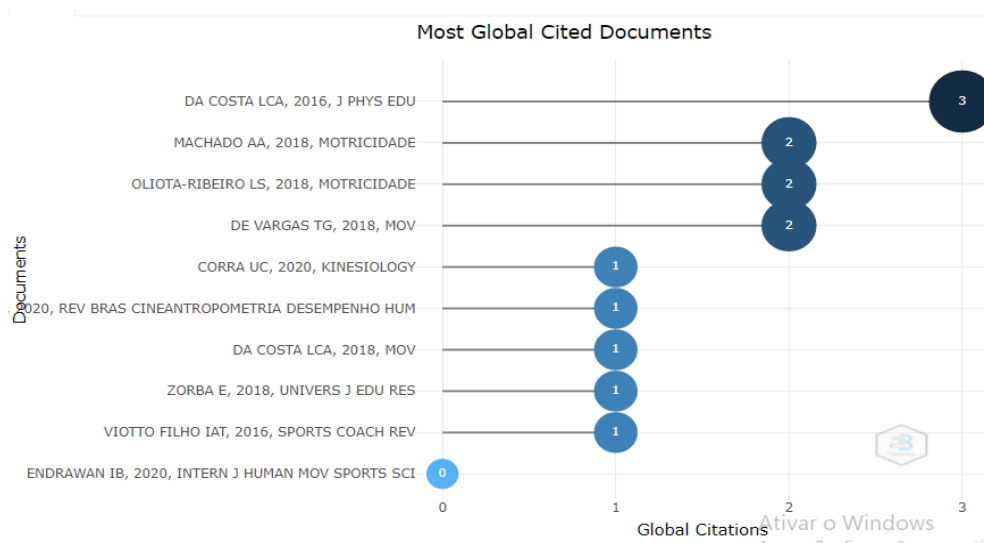 Most Global Cited Documents
DA COSTA LCA, 2016, J PHYS EDU
3
MACHADO AA, 2018, MOTRICIDADE
2
OLIOTA-RIBEIRO LS, 2018, MOTRICIDADE
2
DE VARGAS TG, 2018, MOV
2
CORRA UC, 2020, KINESIOLOGY
1
2020, REV BRAS CINEANTROPOMETRIA DESEMPENHO HUM
1
DA COSTA LCA, 2018, MOV
1
ZORBA E, 2018, UNIVERS J EDU RES
1
VIOTTO FILHO IAT, 2016, SPORTS COACH REV
1
ENDRAWAN IB, 2020, INTERN J HUMAN MOV SPORTS SCI
0
Documents
0 1 2 3
Global Citations
Ativar o Windows